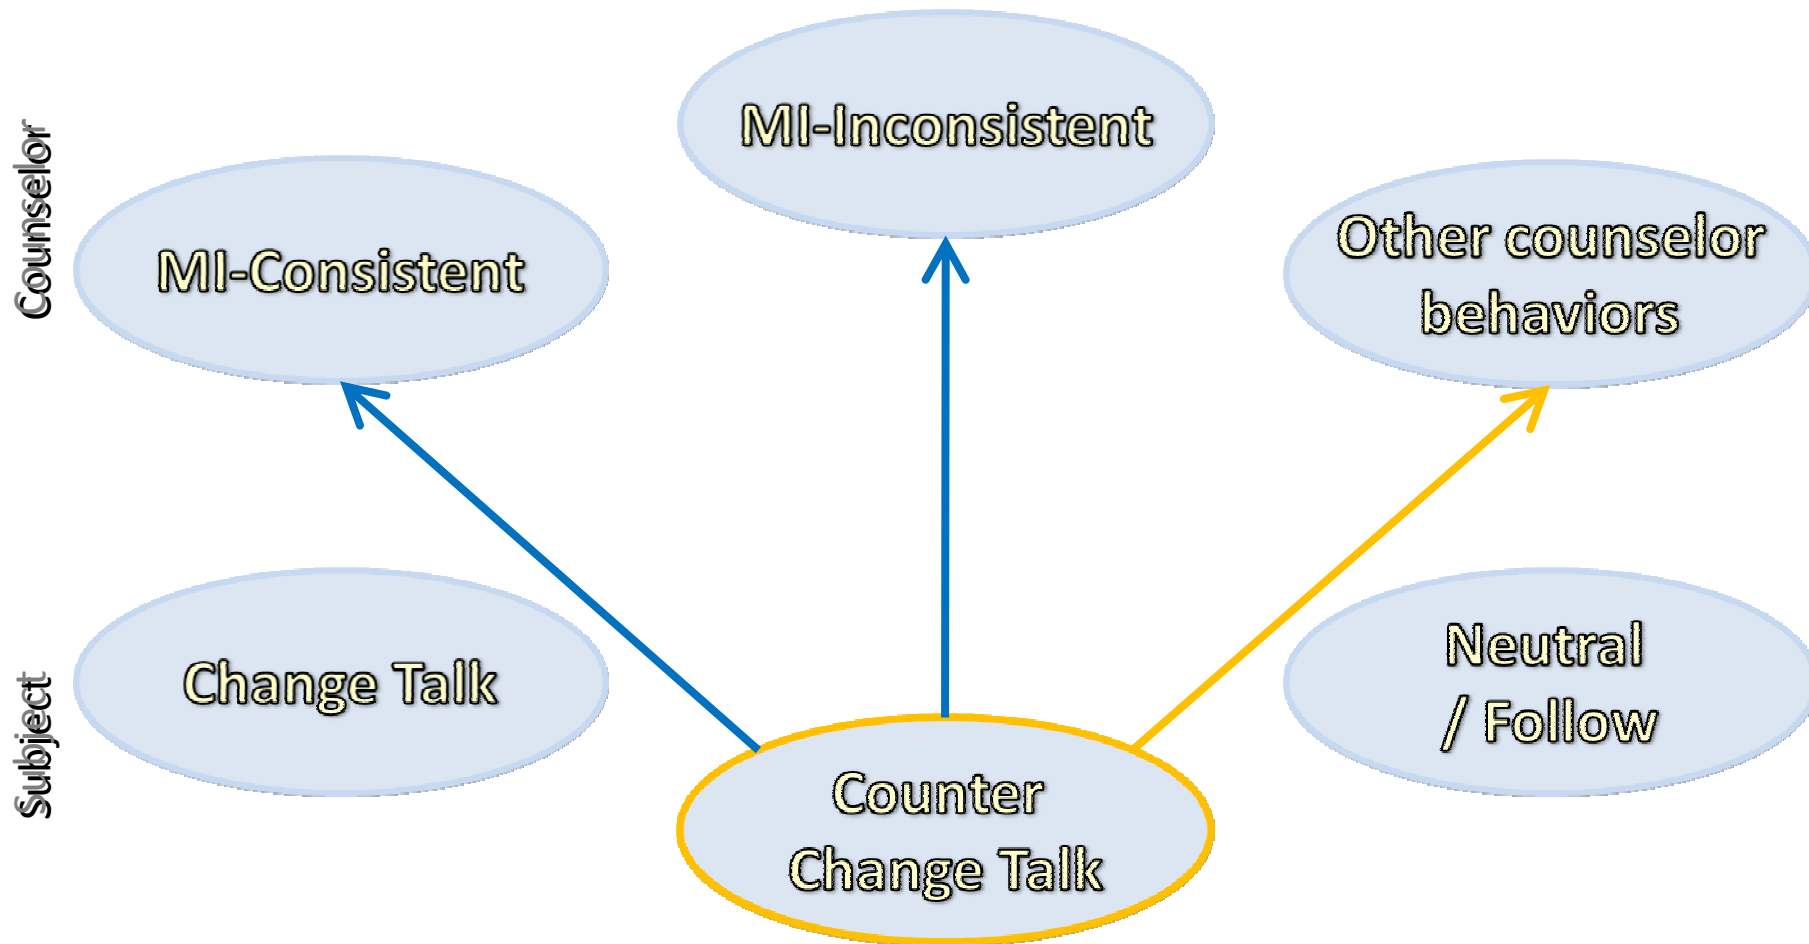 Counselor
MI-Consistent
MI-Inconsistent
Other counselor
behaviors
Subject
Change Talk
Counter
Change Talk
Neutral
/ Follow